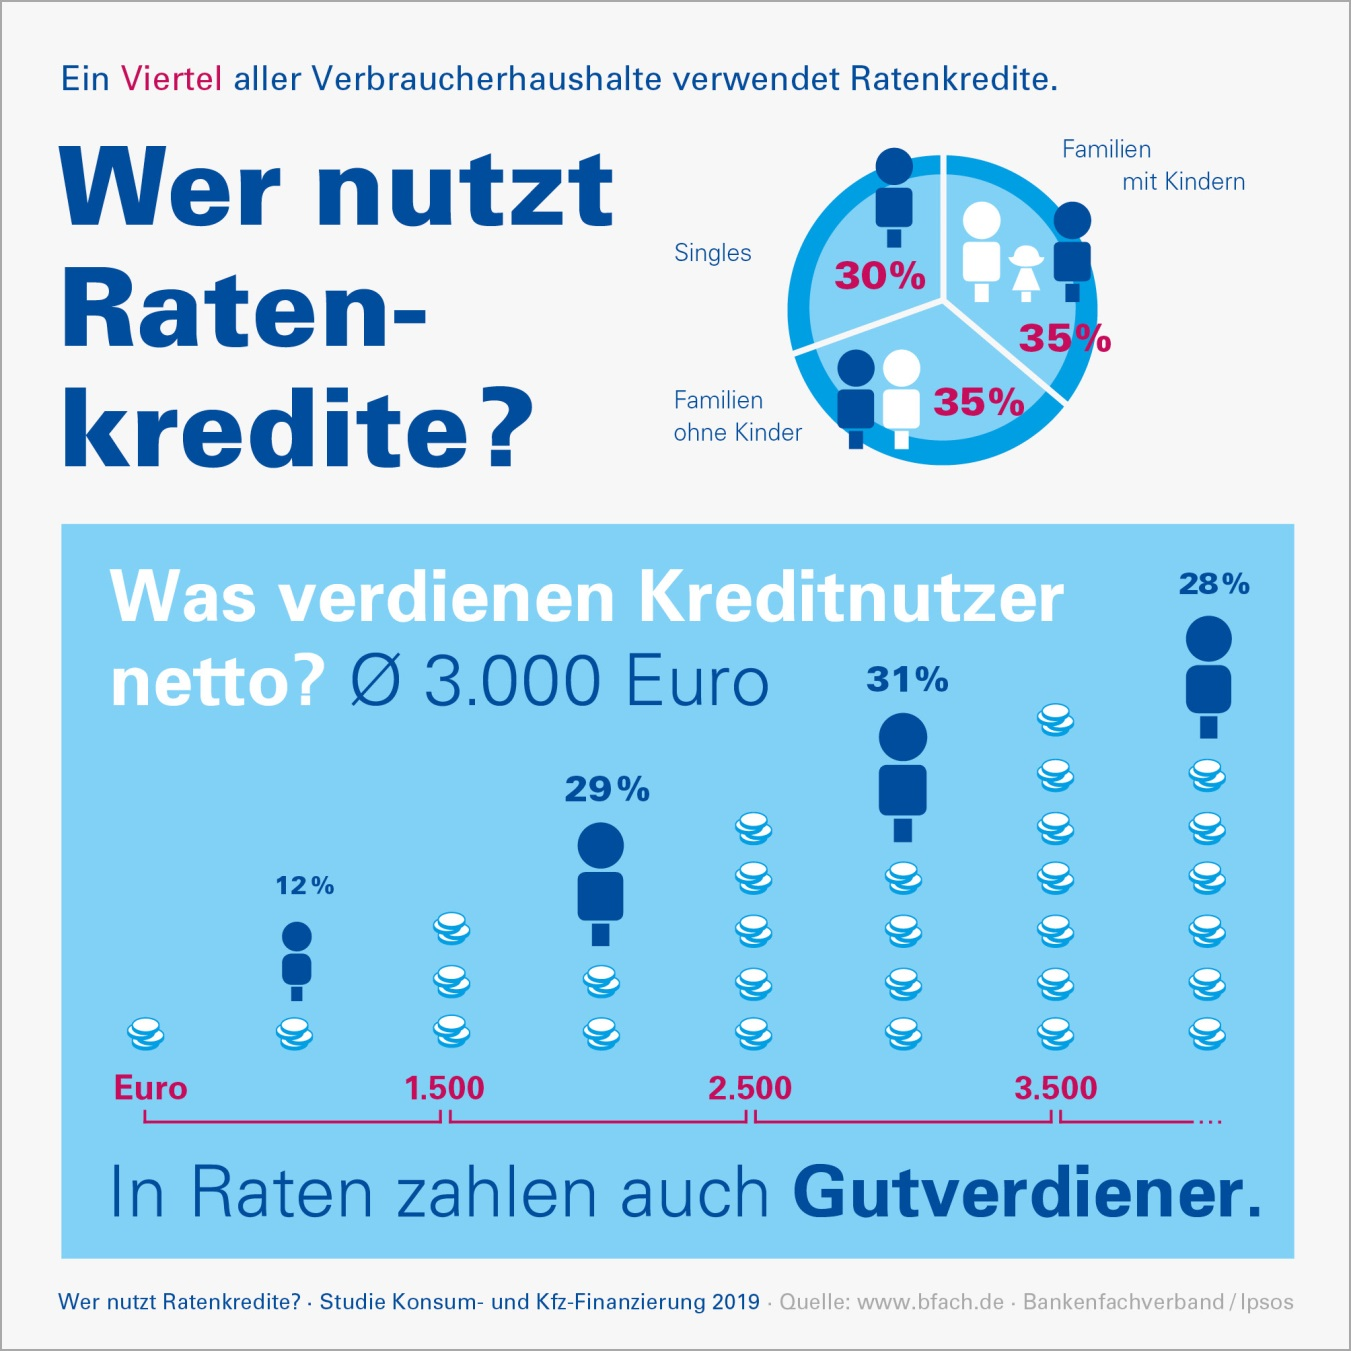 Ein Viertel aller Verbraucherhaushalte verwendet Ratenkredite.
Wer nutzt
Raten-
kredite?
Familien
mit Kindern
Singles
30%
35%
Familien
ohne Kinder
35%
Was verdienen Kreditnutzer
netto? Ø 3.000 Euro
28%
31%
29%
12%
Euro 1.500 2.500 3.500
...
In Raten zahlen auch Gutverdiener.
Wer nutzt Ratenkredite? · Studie Konsum- und Kfz-Finanzierung 2019 · Quelle: www.bfach.de · Bankenfachverband / Ipsos